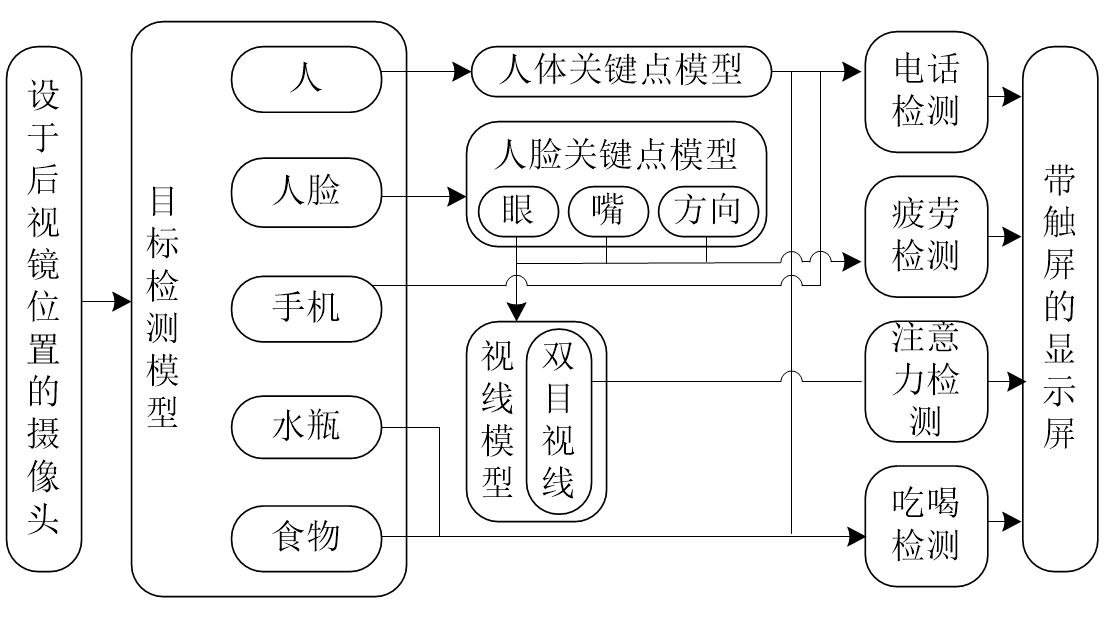 设于后视镜位置的摄像头
目标检测模型
人
人脸
手机
水瓶
食物
人体关键点模型
人脸关键点模型
眼
嘴
方向
视线模型
双目视线
电话
检测
疲劳
检测
注意
力检
测
吃喝
检测
带触屏的显示屏